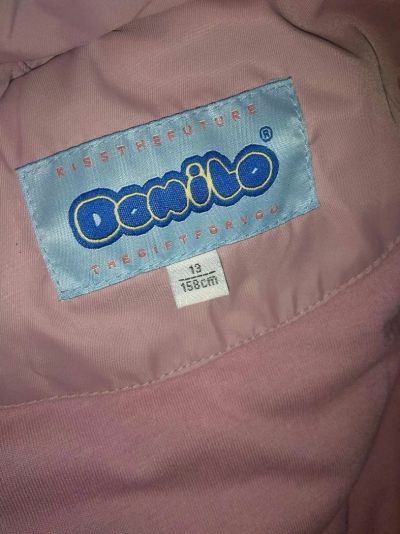 KISSTHEFUTURE
Danilo®
THEGIFTFORYOU
13
158cm